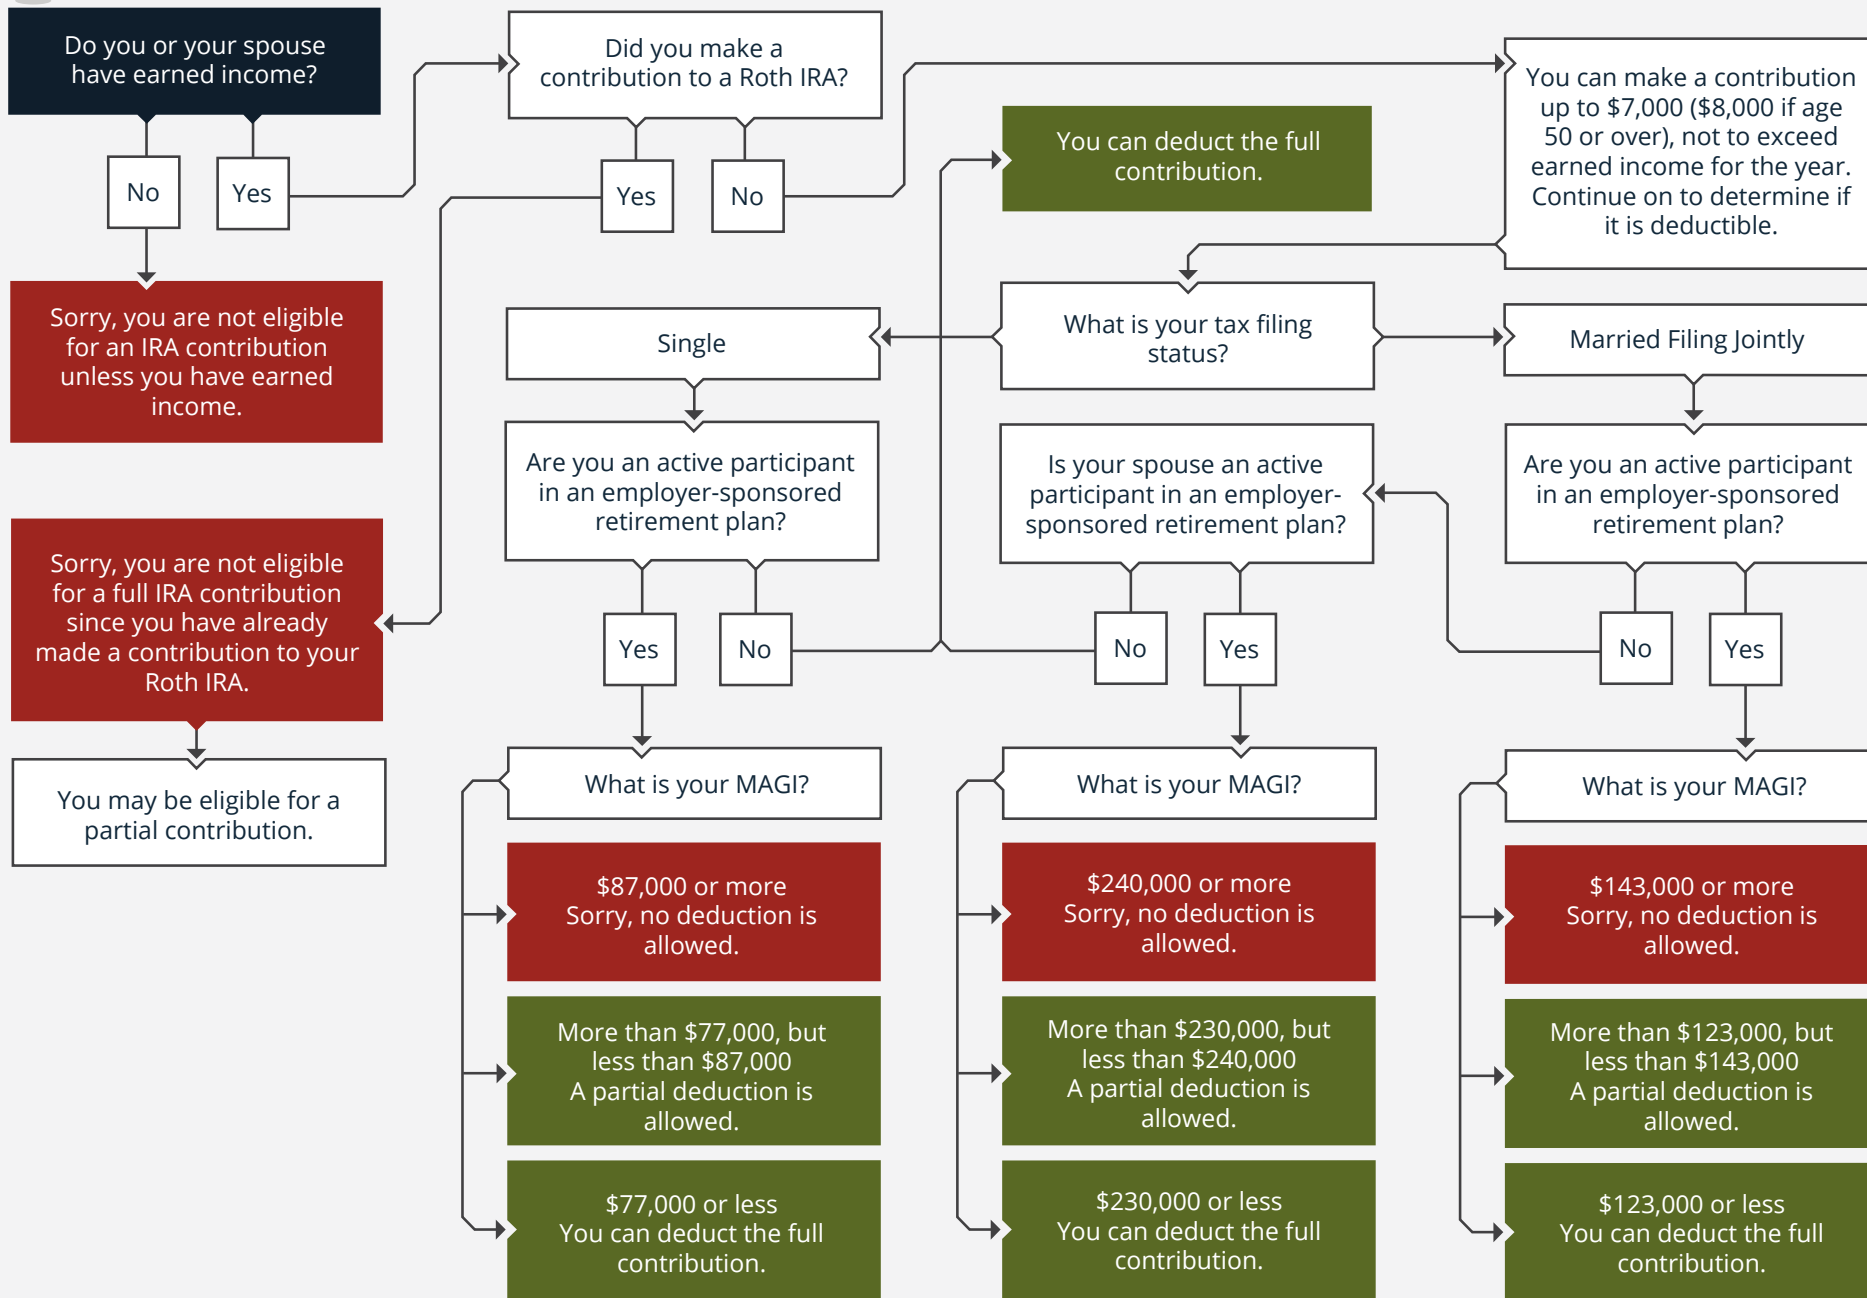 Do you or your spouse
have earned income?
No
Yes
Sorry, you are not eligible
for an IRA contribution
unless you have earned
income.
Did you make a
contribution to a Roth IRA?
Yes
No
Sorry, you are not eligible
for a full IRA contribution
since you have already
made a contribution to your
Roth IRA.
You may be eligible for a
partial contribution.
You can make a contribution
up to $7,000 ($8,000 if age
50 or over), not to exceed
earned income for the year.
Continue on to determine if
it is deductible.
You can deduct the full
contribution.
What is your tax filing
status?
Single
Married Filing Jointly
Are you an active participant
in an employer-sponsored
retirement plan?
Yes
No
Is your spouse an active
participant in an employer-
sponsored retirement plan?
No
Yes
Are you an active participant
in an employer-sponsored
retirement plan?
No
Yes
What is your MAGI?
$87,000 or more
Sorry, no deduction is
allowed.
More than $77,000, but
less than $87,000
A partial deduction is
allowed.
$77,000 or less
You can deduct the full
contribution.
What is your MAGI?
$240,000 or more
Sorry, no deduction is
allowed.
More than $230,000, but
less than $240,000
A partial deduction is
allowed.
$230,000 or less
You can deduct the full
contribution.
What is your MAGI?
$143,000 or more
Sorry, no deduction is
allowed.
More than $123,000, but
less than $143,000
A partial deduction is
allowed.
$123,000 or less
You can deduct the full
contribution.